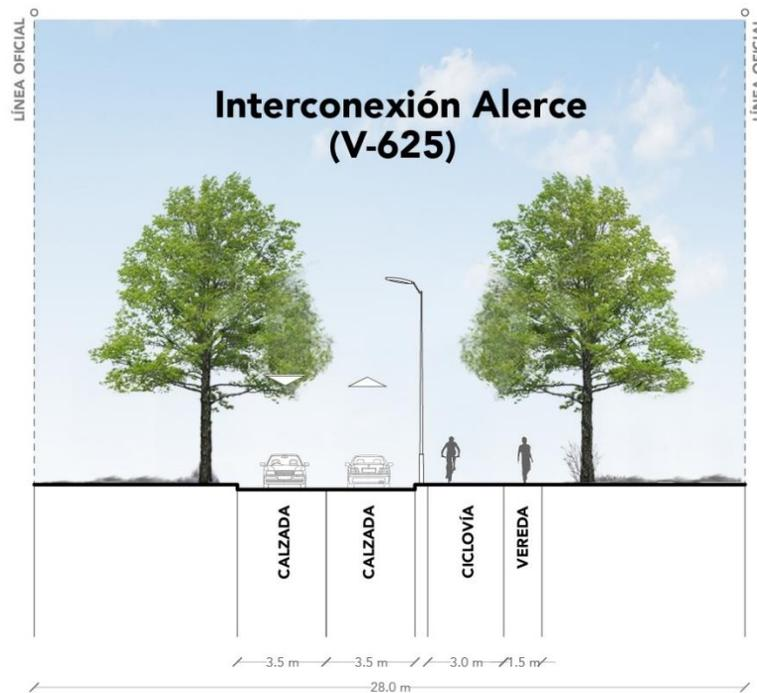 LÍNEA OFICIAL
LÍNEA OFICIAL
Interconexión Alerce
(V-625)
CALZADA
CALZADA
CICLOVÍA
VEREDA
3.5 m
3.5 m
3.0 m
1.5 m
28.0 m